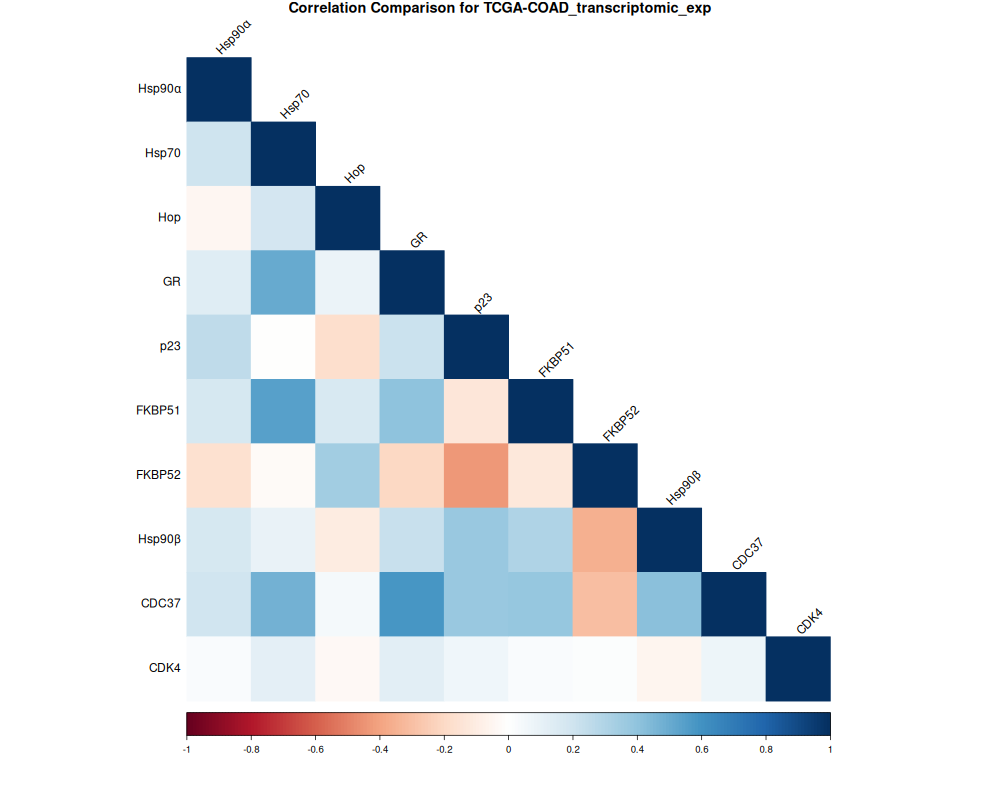 Correlation Comparison for TCGA-COAD_transcriptomic_exp
Hsp90α
Hsp90α
Hsp70
Hsp70
Hop
Hop
GR
GR
p23
p23
FKBP51
FKBP51
FKBP52
FKBP52
Hsp90β
Hsp90β
CDC37
CDC37
CDK4
CDK4
-1 -0.8 -0.6 -0.4 -0.2 0 0.2 0.4 0.6 0.8 1